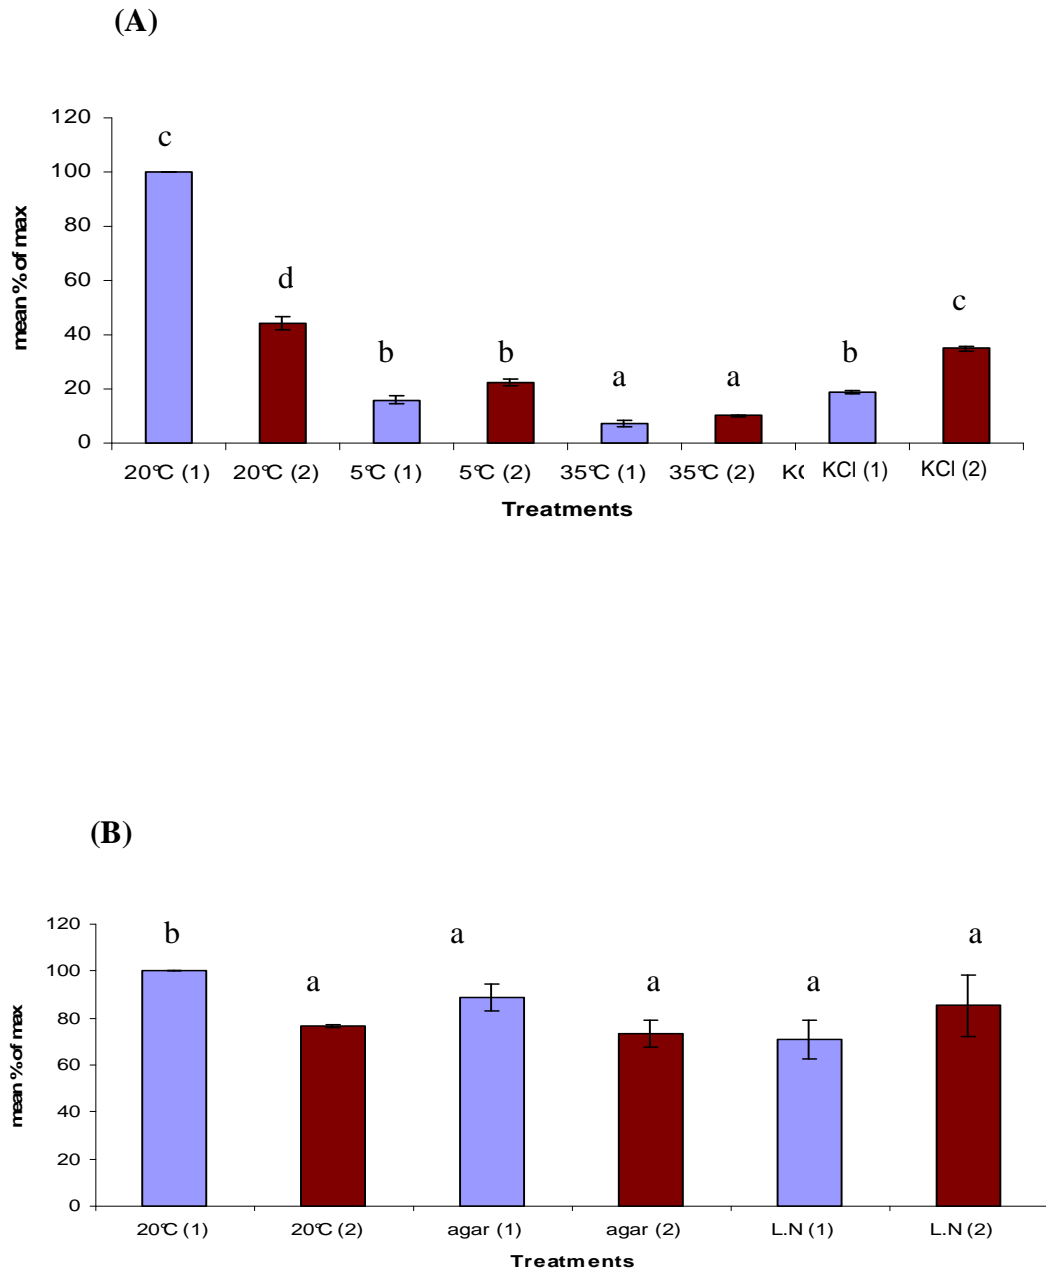 (A)
120
100
80
60
40
20
0
mean % of max
c
d
b
b
a
a
b
c
20°C (1) 20°C (2) 5°C (1) 5°C (2) 35°C (1) 35°C (2) KCl (1) KCl (2)
Treatments
(B)
120
100
80
60
40
20
0
mean % of max
b
a
a
a
a
a
20°C (1) 20°C (2) agar (1) agar (2) L.N (1) L.N (2)
Treatments